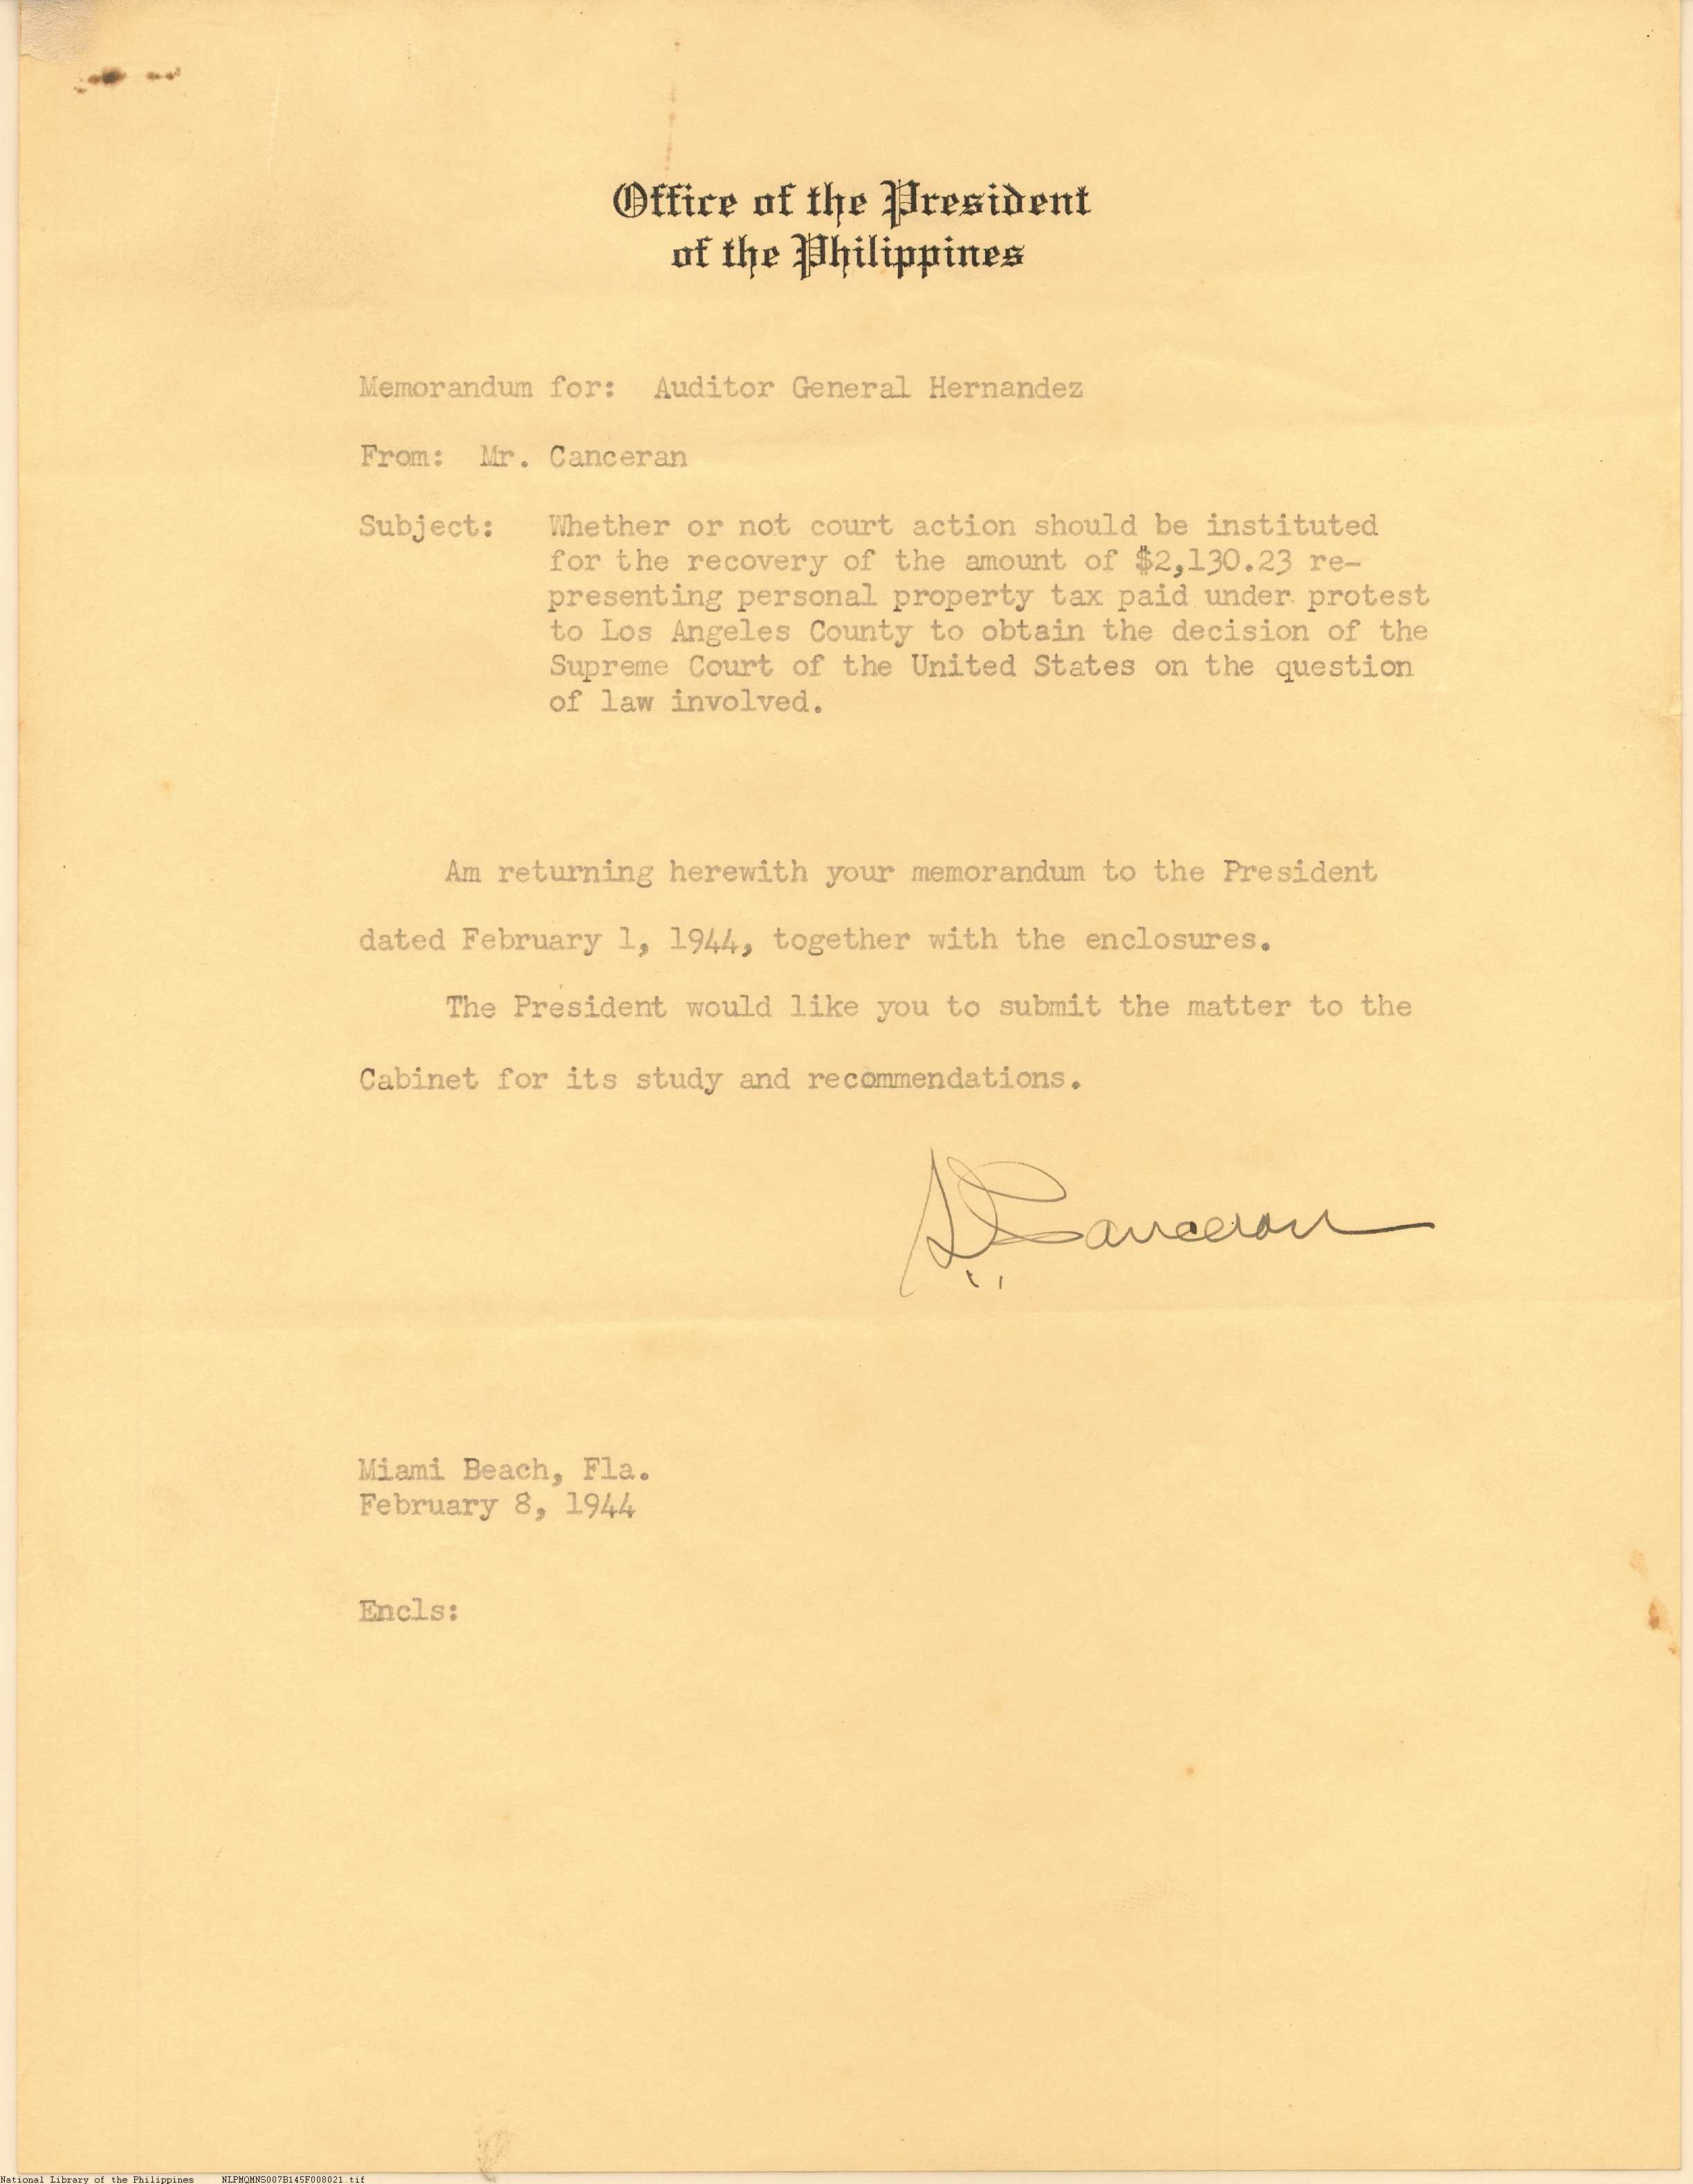 Office of the President
of the Philippines
Memorandum for: Auditor General Hernandez
From: Mr. Canceran
Subject: Whether or not court action should be instituted
for the recovery of the amount of $2,130.23 re-
presenting personal property tax paid under protest
to Los Angeles County to obtain the decision of the
Supreme Court of the United States on the question
of law involved.
Am returning herewith your memorandum to the President
dated February 1, 1944, together with the enclosures.
The President would like you to submit the matter to the
Cabinet for its study and recommendations.
Canceran
Miami Beach, Fla.
February 8, 1944
Encls:
National Library of the Philippines NLPMQMNS007B145F008021.tif